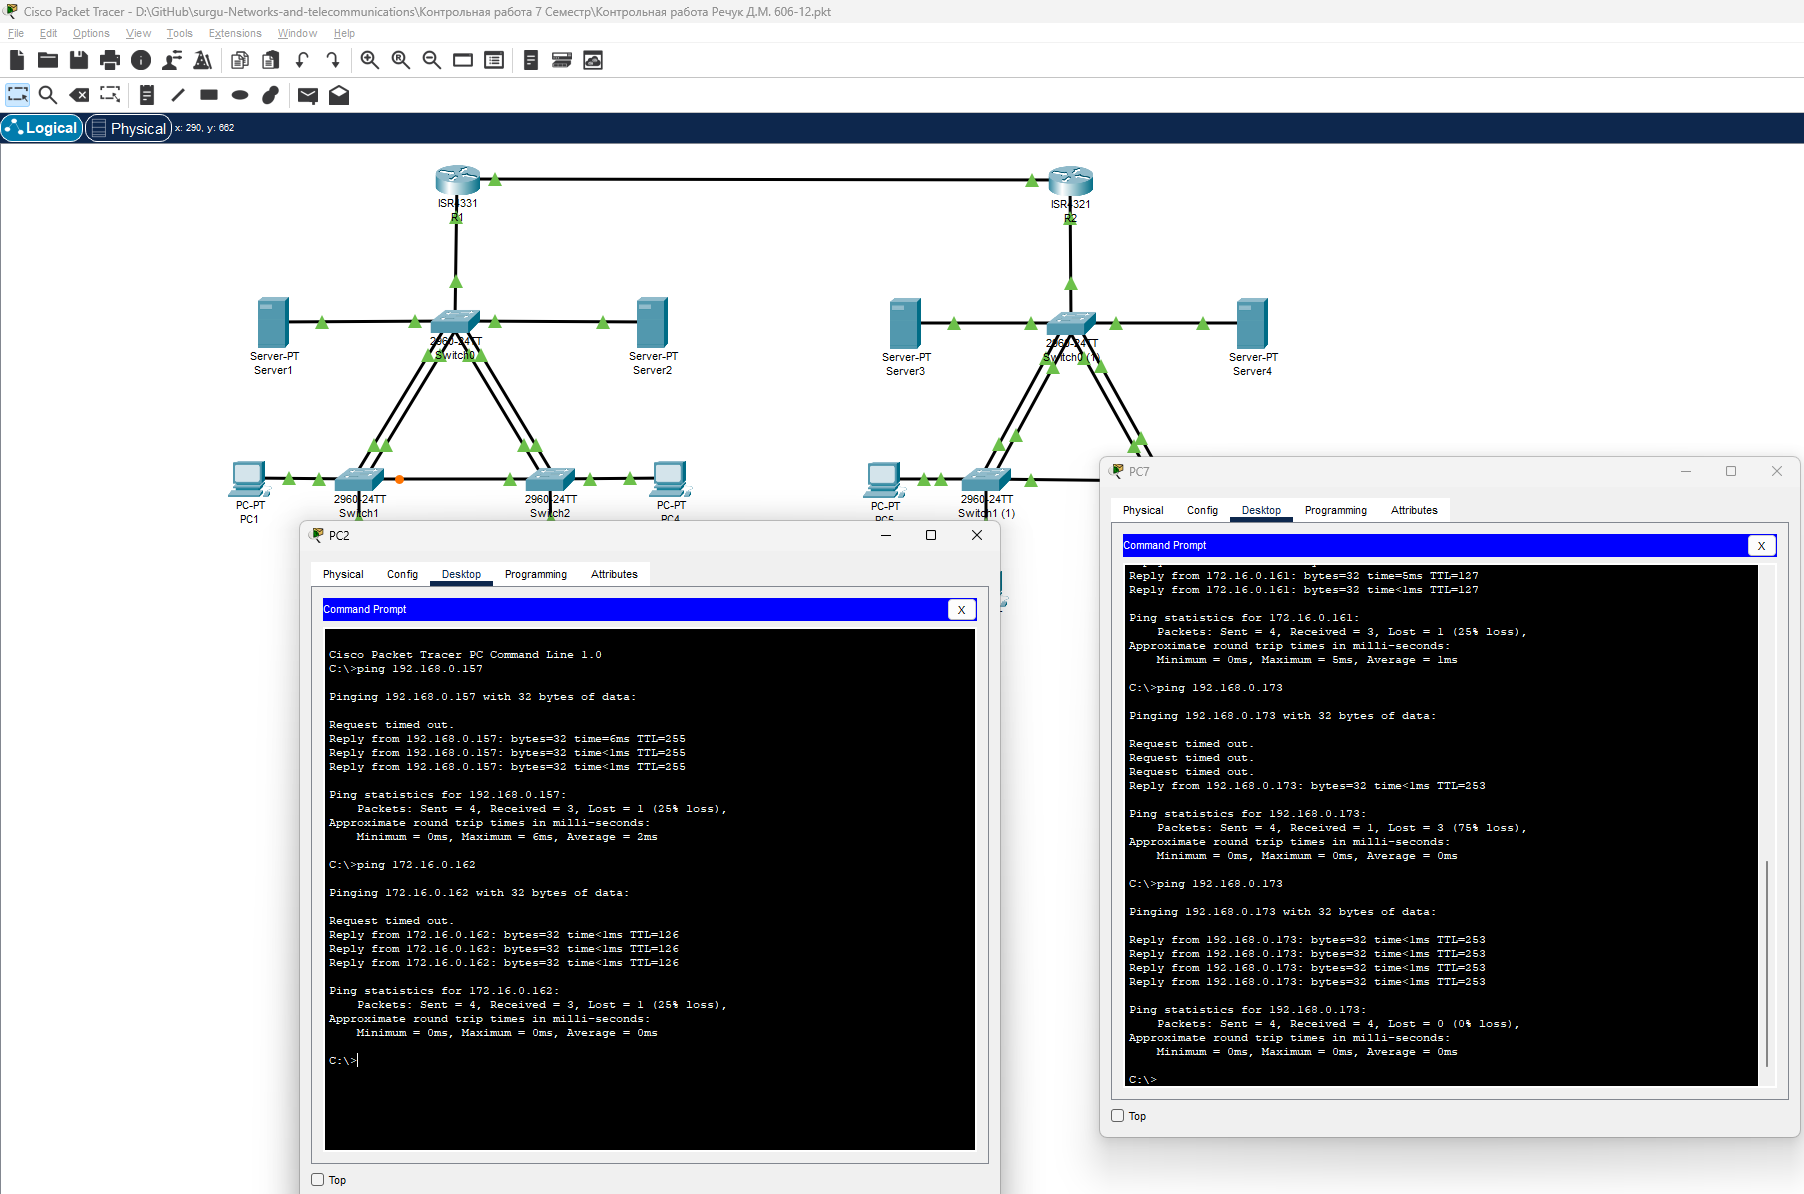 Cisco Packet Tracer - D:\GitHub\surgu-Networks-and-telecommunications\Контрольная работа 7 Семестр\Контрольная работа Речук Д.М. 606-12.pkt
File Edit Options View Tools Extensions Window Help
Logical Physical x: 290, y: 662
ISR4331
R1
ISR4321
R2
2960-24TT
Switch0
2960-24TT
Switch0 (1)
Server-PT
Server1
Server-PT
Server2
Server-PT
Server3
Server-PT
Server4
PC-PT
PC1
2960-24TT
Switch1
2960-24TT
Switch2
PC-PT
PC4
PC-PT
PC5
2960-24TT
Switch1 (1)
PC2
Physical Config Desktop Programming Attributes
Command Prompt X
Cisco Packet Tracer PC Command Line 1.0
C:\>ping 192.168.0.157
Pinging 192.168.0.157 with 32 bytes of data:
Request timed out.
Reply from 192.168.0.157: bytes=32 time=6ms TTL=255
Reply from 192.168.0.157: bytes=32 time<1ms TTL=255
Reply from 192.168.0.157: bytes=32 time<1ms TTL=255
Ping statistics for 192.168.0.157:
Packets: Sent = 4, Received = 3, Lost = 1 (25% loss),
Approximate round trip times in milli-seconds:
Minimum = 0ms, Maximum = 6ms, Average = 2ms
C:\>ping 172.16.0.162
Pinging 172.16.0.162 with 32 bytes of data:
Request timed out.
Reply from 172.16.0.162: bytes=32 time<1ms TTL=126
Reply from 172.16.0.162: bytes=32 time<1ms TTL=126
Reply from 172.16.0.162: bytes=32 time<1ms TTL=126
Ping statistics for 172.16.0.162:
Packets: Sent = 4, Received = 3, Lost = 1 (25% loss),
Approximate round trip times in milli-seconds:
Minimum = 0ms, Maximum = 0ms, Average = 0ms
C:\>
Top
PC7
Physical Config Desktop Programming Attributes
Command Prompt X
Reply from 172.16.0.161: bytes=32 time=5ms TTL=127
Reply from 172.16.0.161: bytes=32 time<1ms TTL=127
Ping statistics for 172.16.0.161:
Packets: Sent = 4, Received = 3, Lost = 1 (25% loss),
Approximate round trip times in milli-seconds:
Minimum = 0ms, Maximum = 5ms, Average = 1ms
C:\>ping 192.168.0.173
Pinging 192.168.0.173 with 32 bytes of data:
Request timed out.
Request timed out.
Request timed out.
Reply from 192.168.0.173: bytes=32 time<1ms TTL=253
Ping statistics for 192.168.0.173:
Packets: Sent = 4, Received = 1, Lost = 3 (75% loss),
Approximate round trip times in milli-seconds:
Minimum = 0ms, Maximum = 0ms, Average = 0ms
C:\>ping 192.168.0.173
Pinging 192.168.0.173 with 32 bytes of data:
Reply from 192.168.0.173: bytes=32 time<1ms TTL=253
Reply from 192.168.0.173: bytes=32 time<1ms TTL=253
Reply from 192.168.0.173: bytes=32 time<1ms TTL=253
Reply from 192.168.0.173: bytes=32 time<1ms TTL=253
Ping statistics for 192.168.0.173:
Packets: Sent = 4, Received = 4, Lost = 0 (0% loss),
Approximate round trip times in milli-seconds:
Minimum = 0ms, Maximum = 0ms, Average = 0ms
C:\>
Top